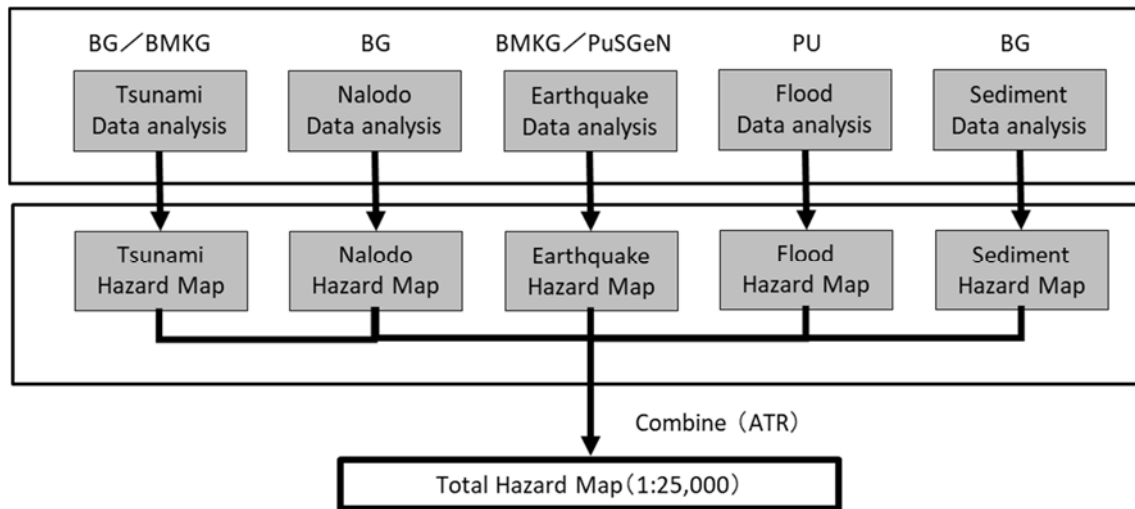 BG／BMKG
BG
BMKG／PuSGeN
PU
BG
Tsunami
Data analysis
Nalodo
Data analysis
Earthquake
Data analysis
Flood
Data analysis
Sediment
Data analysis
Tsunami
Hazard Map
Nalodo
Hazard Map
Earthquake
Hazard Map
Flood
Hazard Map
Sediment
Hazard Map
Combine（ATR）
Total Hazard Map（1:25,000）